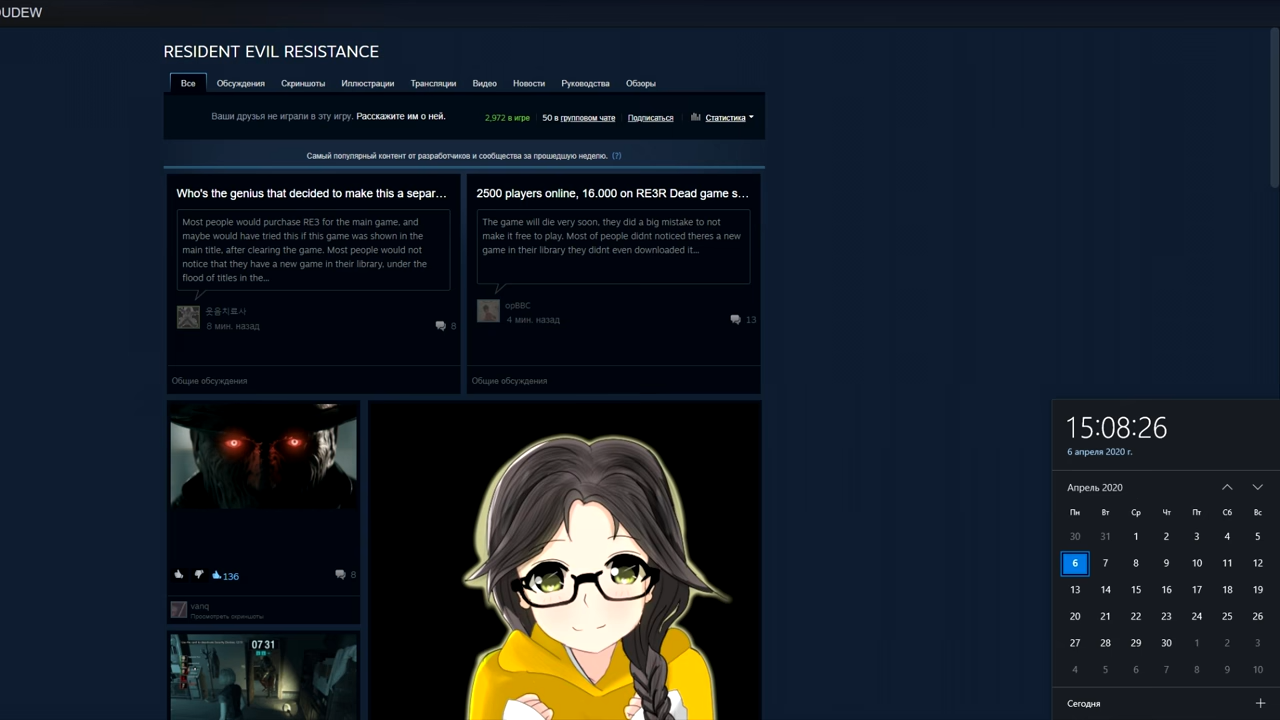 DUDEW
RESIDENT EVIL RESISTANCE
Все Обсуждения Скриншоты Иллюстрации Трансляции Видео Новости Руководства Обзоры
Ваши друзья не играли в эту игру. Расскажите им о ней. 2,972 в игре 50 в групповом чате Подписаться Статистика
Самый популярный контент от разработчиков и сообщества за прошедшую неделю. (?)
Who's the genius that decided to make this a separ...
Most people would purchase RE3 for the main game, and
maybe would have tried this if this game was shown in the
main title, after clearing the game. Most people would not
notice that they have a new game in their library, under the
flood of titles in the...
웃음치료사
8 мин. назад 8
Общие обсуждения
2500 players online, 16.000 on RE3R Dead game s...
The game will die very soon, they did a big mistake to not
make it free to play. Most of people didnt noticed theres a new
game in their library they didnt even downloaded it...
opBBC
4 мин. назад 13
Общие обсуждения
136 8
vanq
Просмотреть скриншоты
07 31
15:08:26
6 апреля 2020 г.
Апрель 2020
Пн Вт Ср Чт Пт Сб Вс
30 31 1 2 3 4 5
6 7 8 9 10 11 12
13 14 15 16 17 18 19
20 21 22 23 24 25 26
27 28 29 30 1 2 3
4 5 6 7 8 9 10
Сегодня